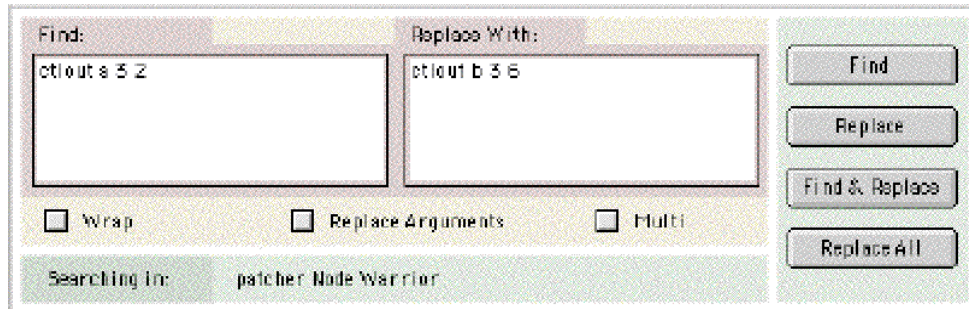 Find:
Replace With:
ctlout a 3 2
ctlout b 3 6
Find
Replace
Find & Replace
Replace All
Wrap
Replace Arguments
Multi
Searching in:
patcher Node Warrior